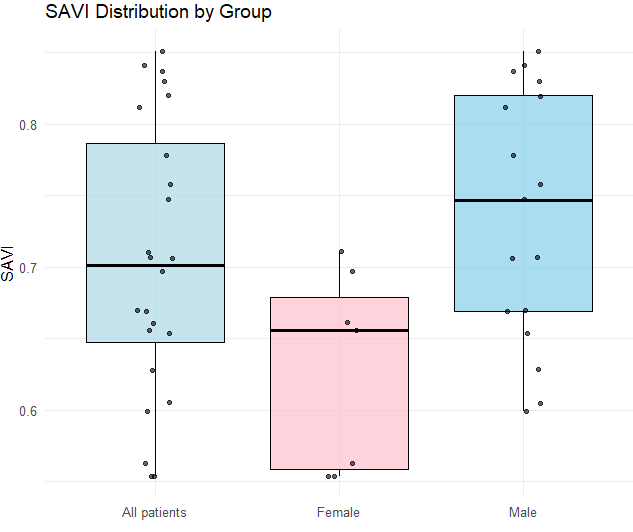 SAVI Distribution by Group
SAVI
0.8
0.7
0.6
All patients
Female
Male